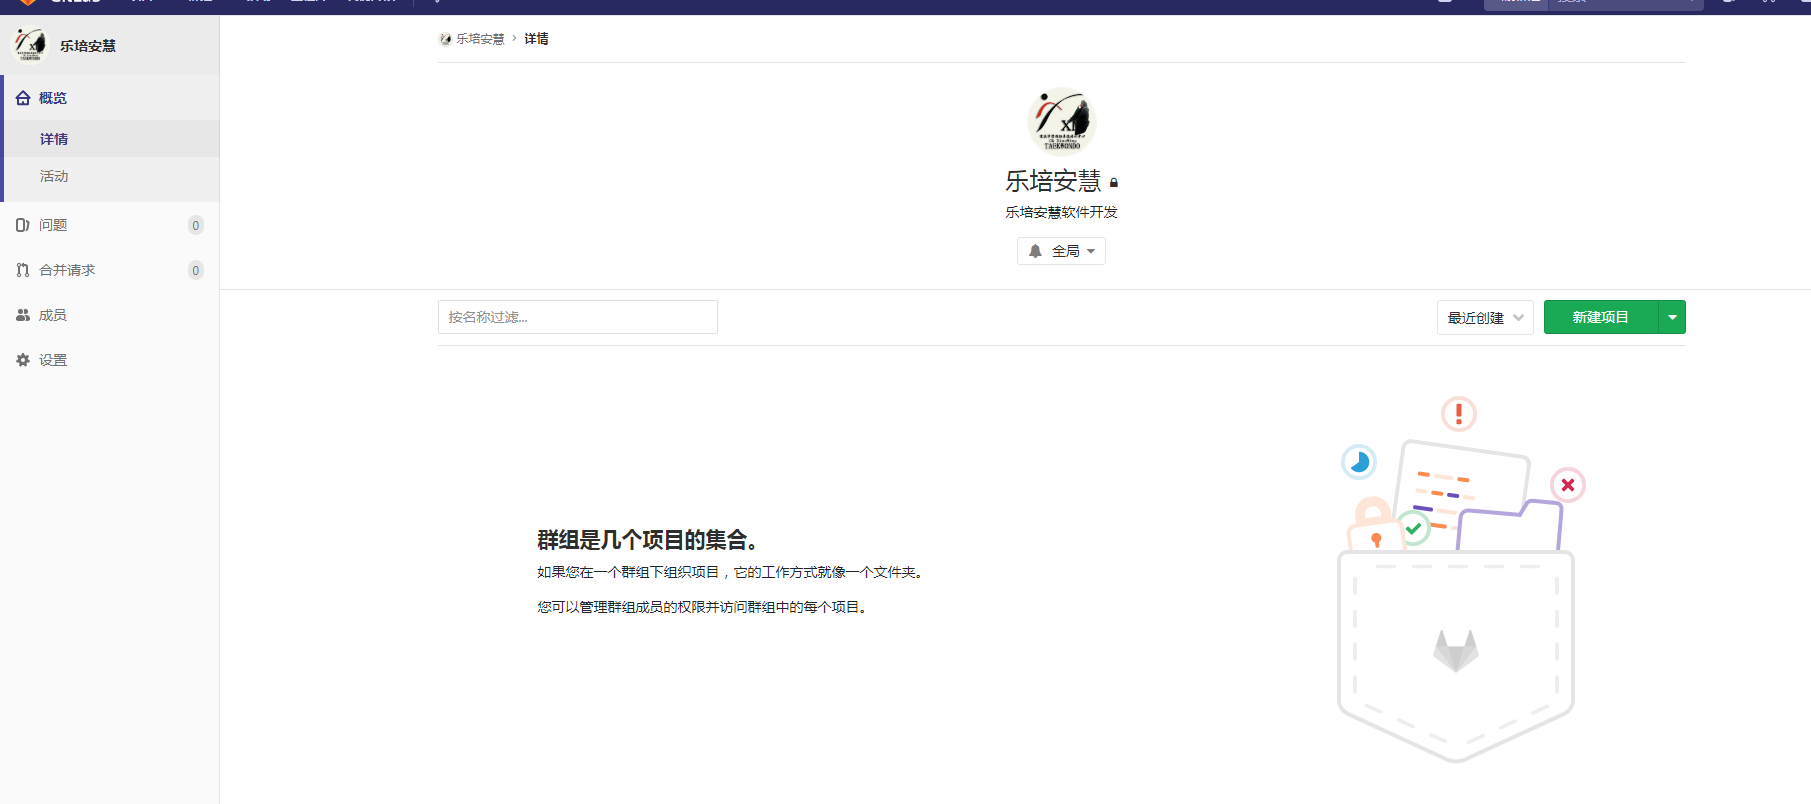 乐培安慧
概览
详情
活动
问题 0
合并请求 0
成员
设置
乐培安慧 › 详情
TAEKWONDO
乐培安慧
乐培安慧软件开发
全局
按名称过滤...
最近创建
新建项目
群组是几个项目的集合。
如果您在一个群组下组织项目，它的工作方式就像一个文件夹。
您可以管理群组成员的权限并访问群组中的每个项目。